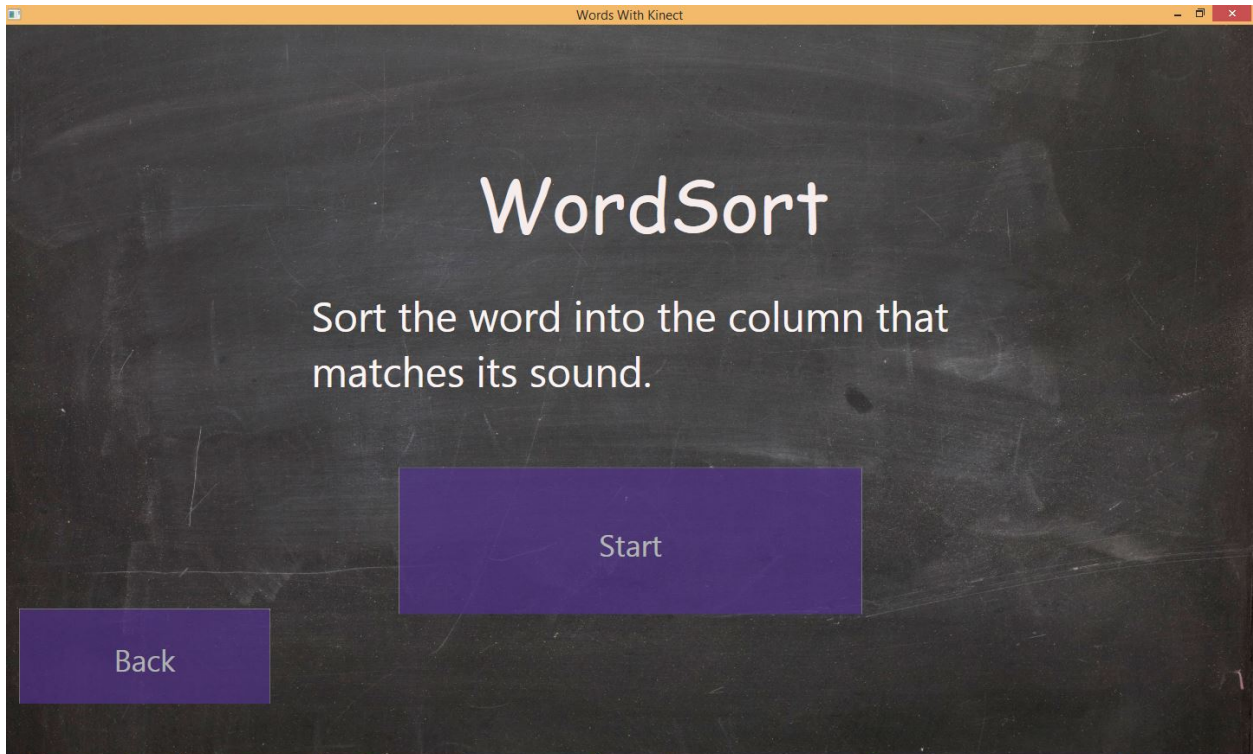 Words With Kinect
WordSort
Sort the word into the column that
matches its sound.
Start
Back